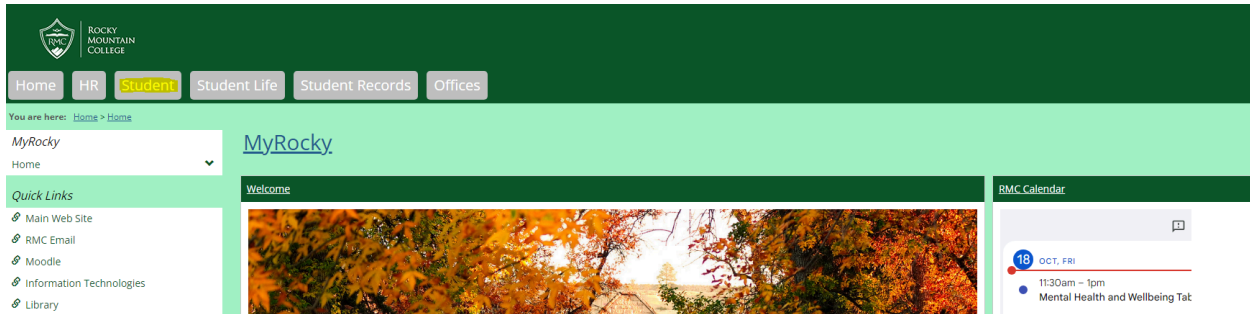 RMC
ROCKY
MOUNTAIN
COLLEGE
Home HR Student Student Life Student Records Offices
You are here: Home > Home
MyRocky
Home
Quick Links
Main Web Site
RMC Email
Moodle
Information Technologies
Library
MyRocky
Welcome
RMC Calendar
18 OCT, FRI
11:30am – 1pm
Mental Health and Wellbeing Tab